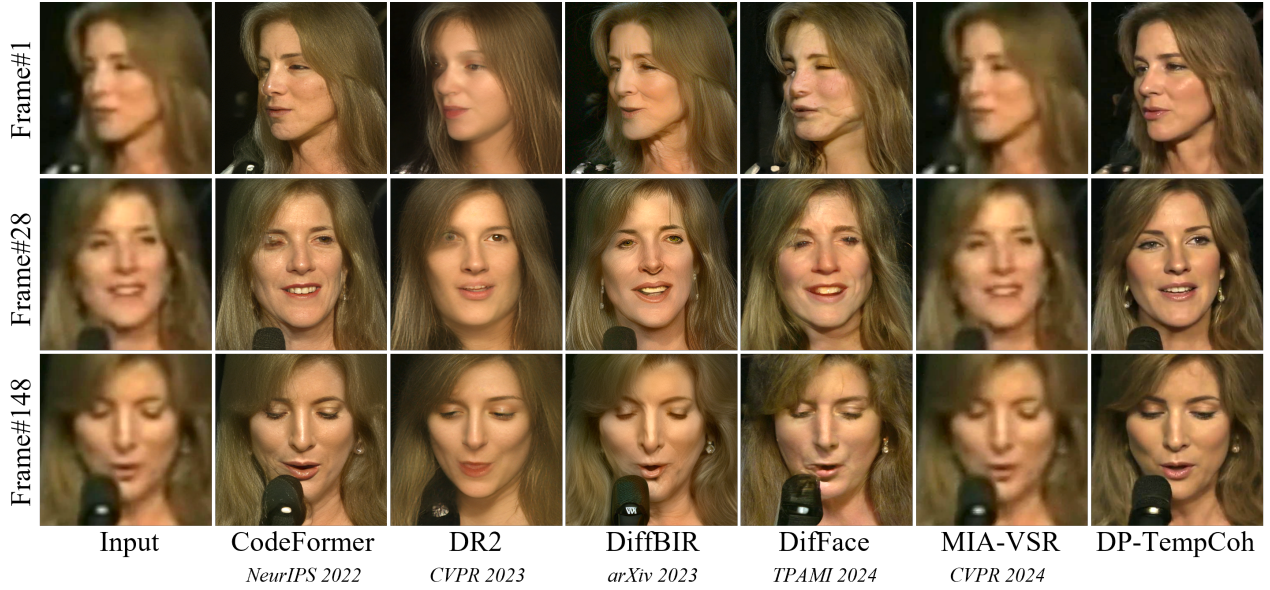 Frame#1
Frame#28
Frame#148
Input CodeFormer DR2 DiffBIR DifFace MIA-VSR DP-TempCoh
NeurIPS 2022 CVPR 2023 arXiv 2023 TPAMI 2024 CVPR 2024